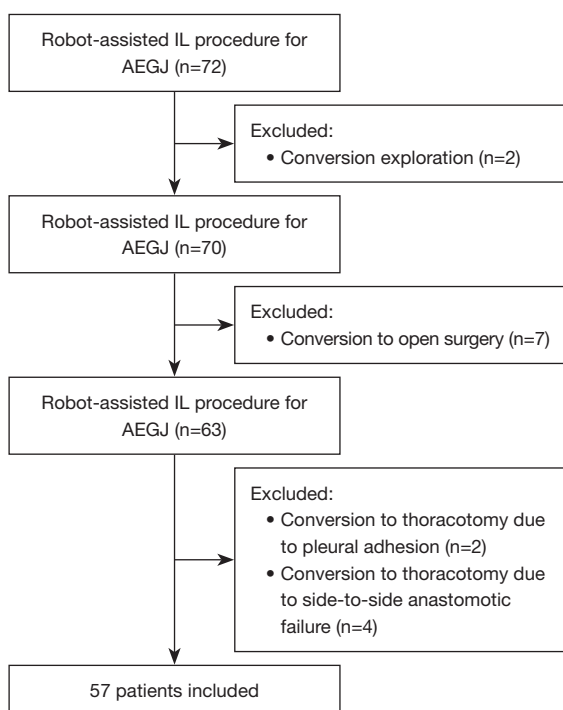 Robot-assisted IL procedure for
AEGJ (n=72)
Excluded:
• Conversion exploration (n=2)
Robot-assisted IL procedure for
AEGJ (n=70)
Excluded:
• Conversion to open surgery (n=7)
Robot-assisted IL procedure for
AEGJ (n=63)
Excluded:
• Conversion to thoracotomy due
to pleural adhesion (n=2)
• Conversion to thoracotomy due
to side-to-side anastomotic
failure (n=4)
57 patients included